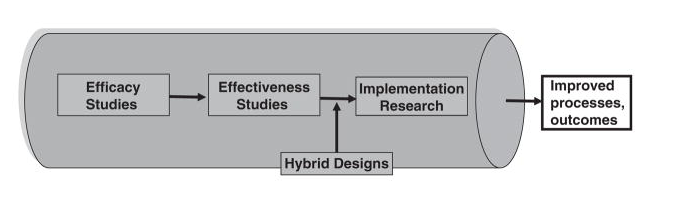 Efficacy
Studies
Effectiveness
Studies
Implementation
Research
Improved
processes,
outcomes
Hybrid Designs